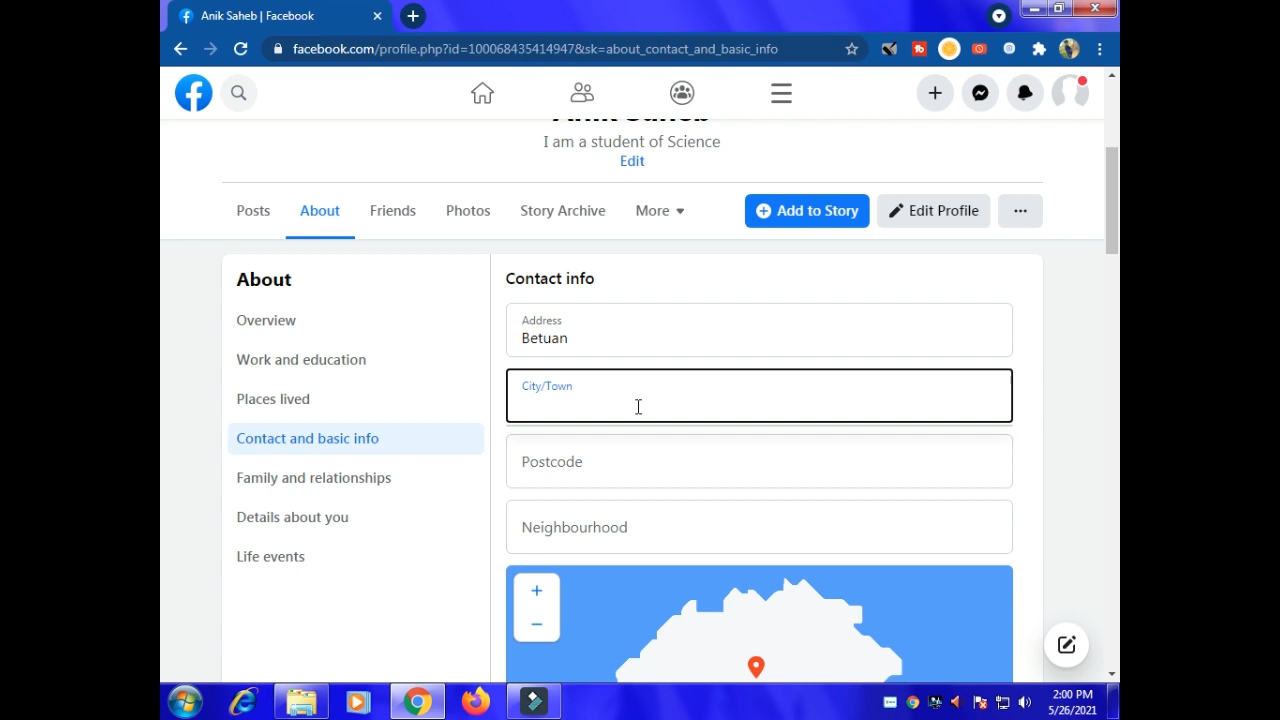 Anik Saheb | Facebook
facebook.com/profile.php?id=100068435414947&sk=about_contact_and_basic_info
Anik Saheb
I am a student of Science
Edit
Posts
About
Friends
Photos
Story Archive
More
Add to Story
Edit Profile
About
Overview
Work and education
Places lived
Contact and basic info
Family and relationships
Details about you
Life events
Contact info
Address
Betuan
City/Town
Postcode
Neighbourhood
2:00 PM
5/26/2021